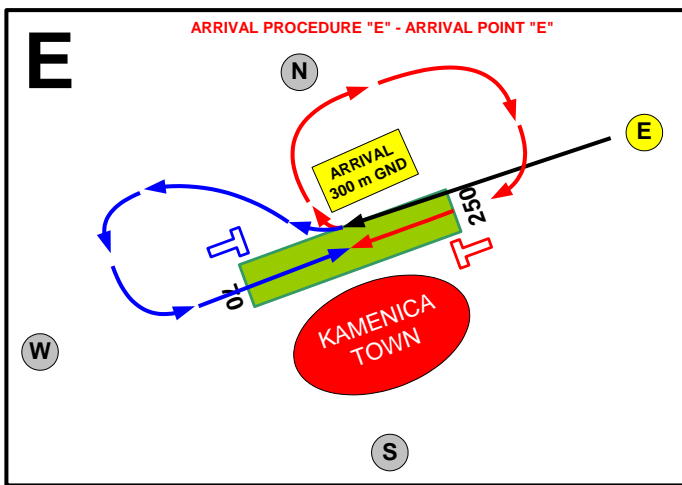 ARRIVAL PROCEDURE "E" - ARRIVAL POINT "E"
E
N
E
ARRIVAL
300 m GND
250
T
T
07
KAMENICA
TOWN
W
S